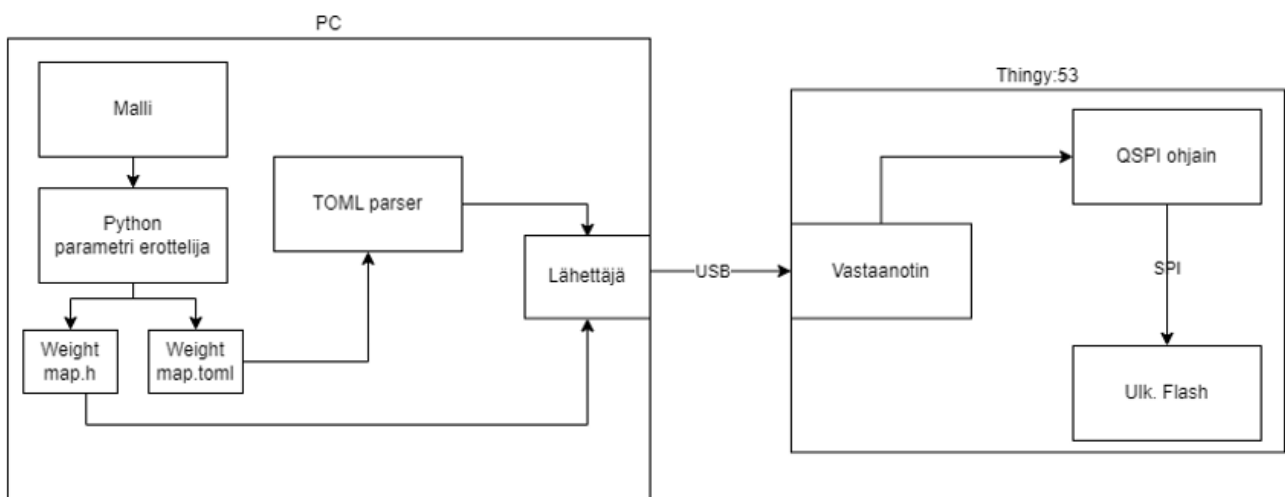 PC
Malli
Python
parametri erottelija
Weight
map.h
Weight
map.toml
TOML parser
Lähettäjä
USB
Thingy:53
Vastaanotin
QSPI ohjain
SPI
Ulk. Flash